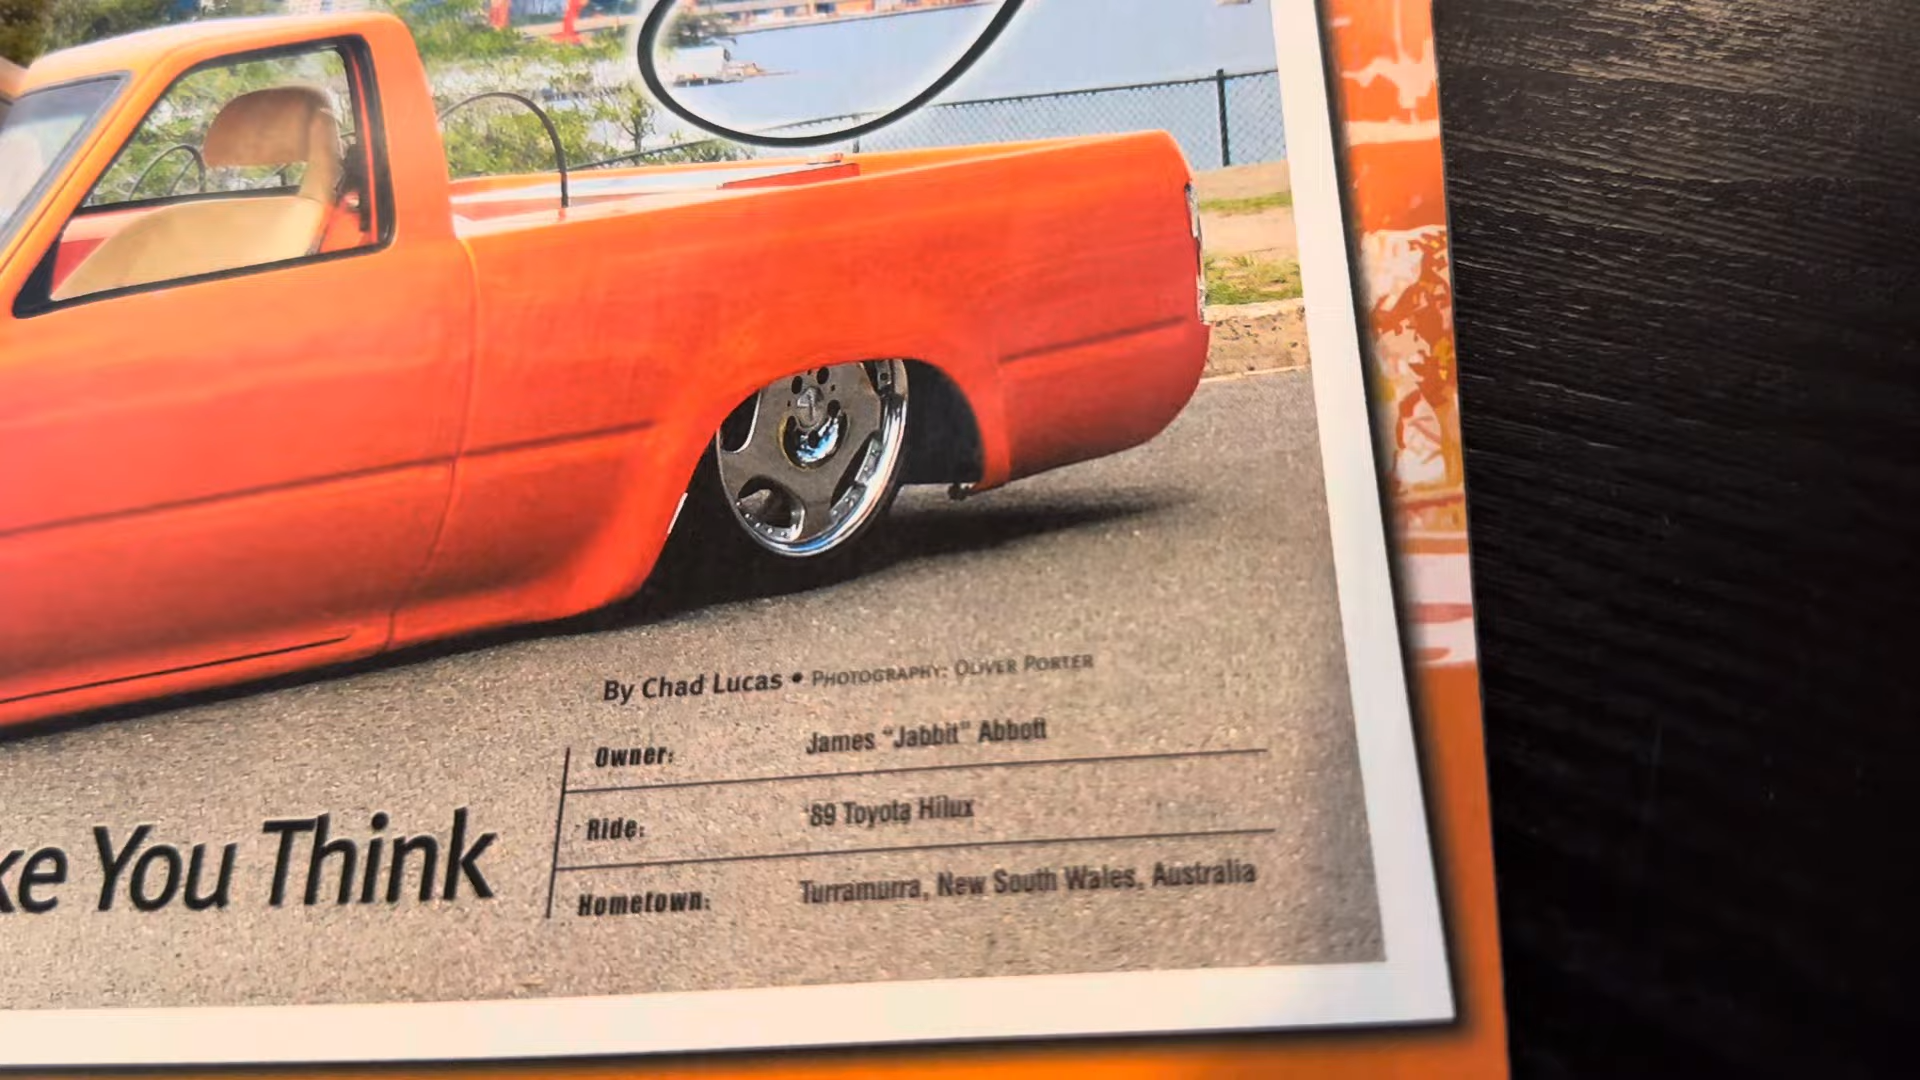 By Chad Lucas • Photography: Oliver Porter
Owner: James “Jabbit” Abbott
Ride: '89 Toyota Hilux
Hometown: Turramurra, New South Wales, Australia
You Think